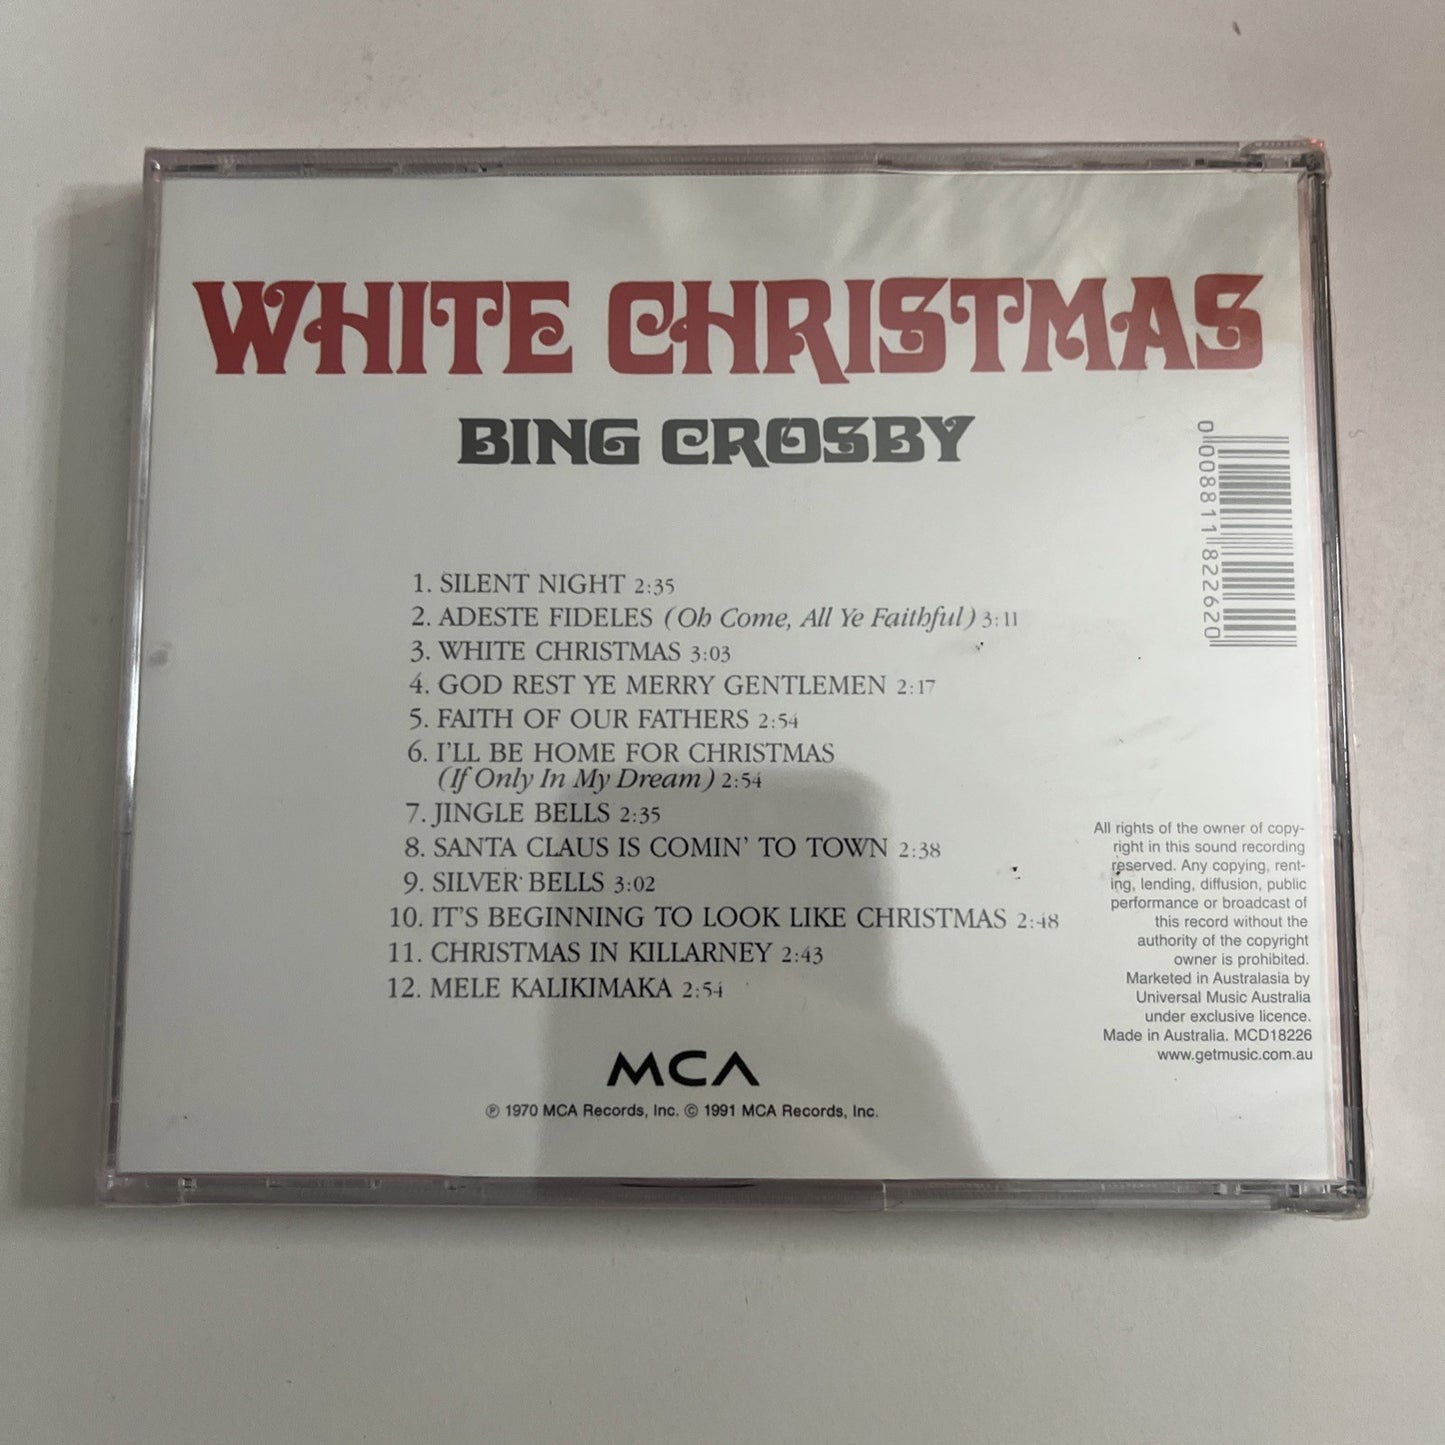 WHITE CHRISTMAS
BING CROSBY
0 008811 822620
1. SILENT NIGHT 2:35
2. ADESTE FIDELES (Oh Come, All Ye Faithful) 3:11
3. WHITE CHRISTMAS 3:03
4. GOD REST YE MERRY GENTLEMEN 2:17
5. FAITH OF OUR FATHERS 2:54
6. I'LL BE HOME FOR CHRISTMAS
(If Only In My Dream) 2:54
7. JINGLE BELLS 2:35
8. SANTA CLAUS IS COMIN' TO TOWN 2:38
9. SILVER BELLS 3:02
10. IT'S BEGINNING TO LOOK LIKE CHRISTMAS 2:48
11. CHRISTMAS IN KILLARNEY 2:43
12. MELE KALIKIMAKA 2:54
All rights of the owner of copy-
right in this sound recording
reserved. Any copying, rent-
ing, lending, diffusion, public
performance or broadcast of
this record without the
authority of the copyright
owner is prohibited.
Marketed in Australasia by
Universal Music Australia
under exclusive licence.
Made in Australia. MCD18226
www.getmusic.com.au
MCA
℗ 1970 MCA Records, Inc. © 1991 MCA Records, Inc.